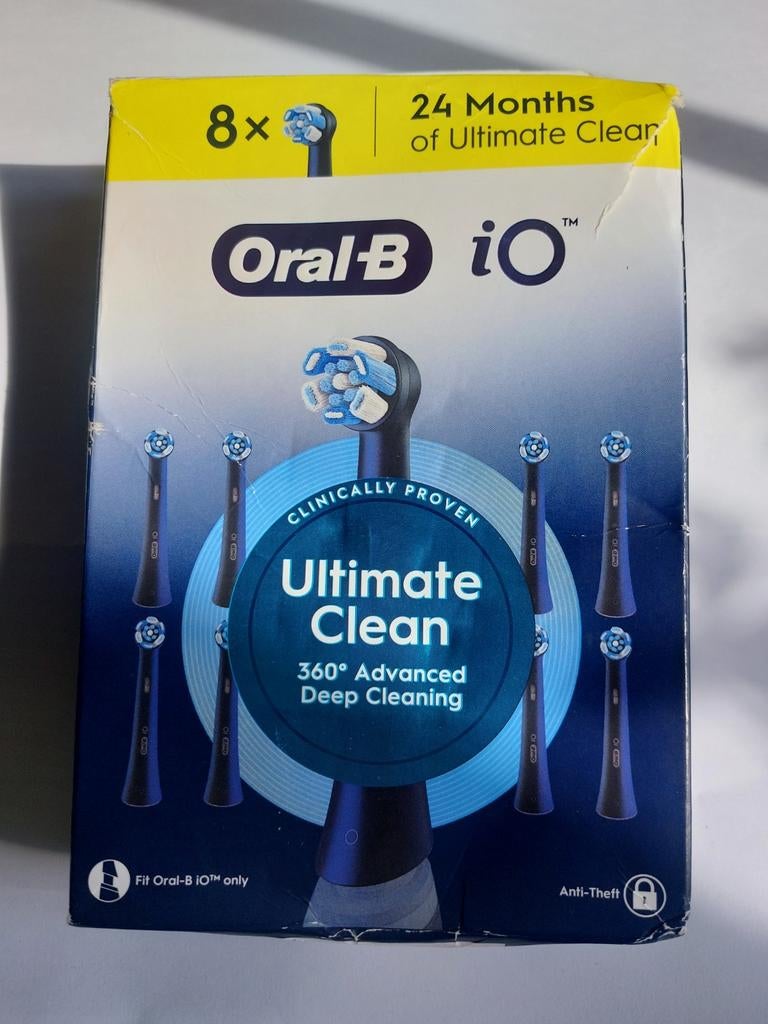 8×
24 Months
of Ultimate Clean
Oral-B iO™
CLINICALLY PROVEN
Ultimate
Clean
360° Advanced
Deep Cleaning
Fit Oral-B iO™ only
Anti-Theft